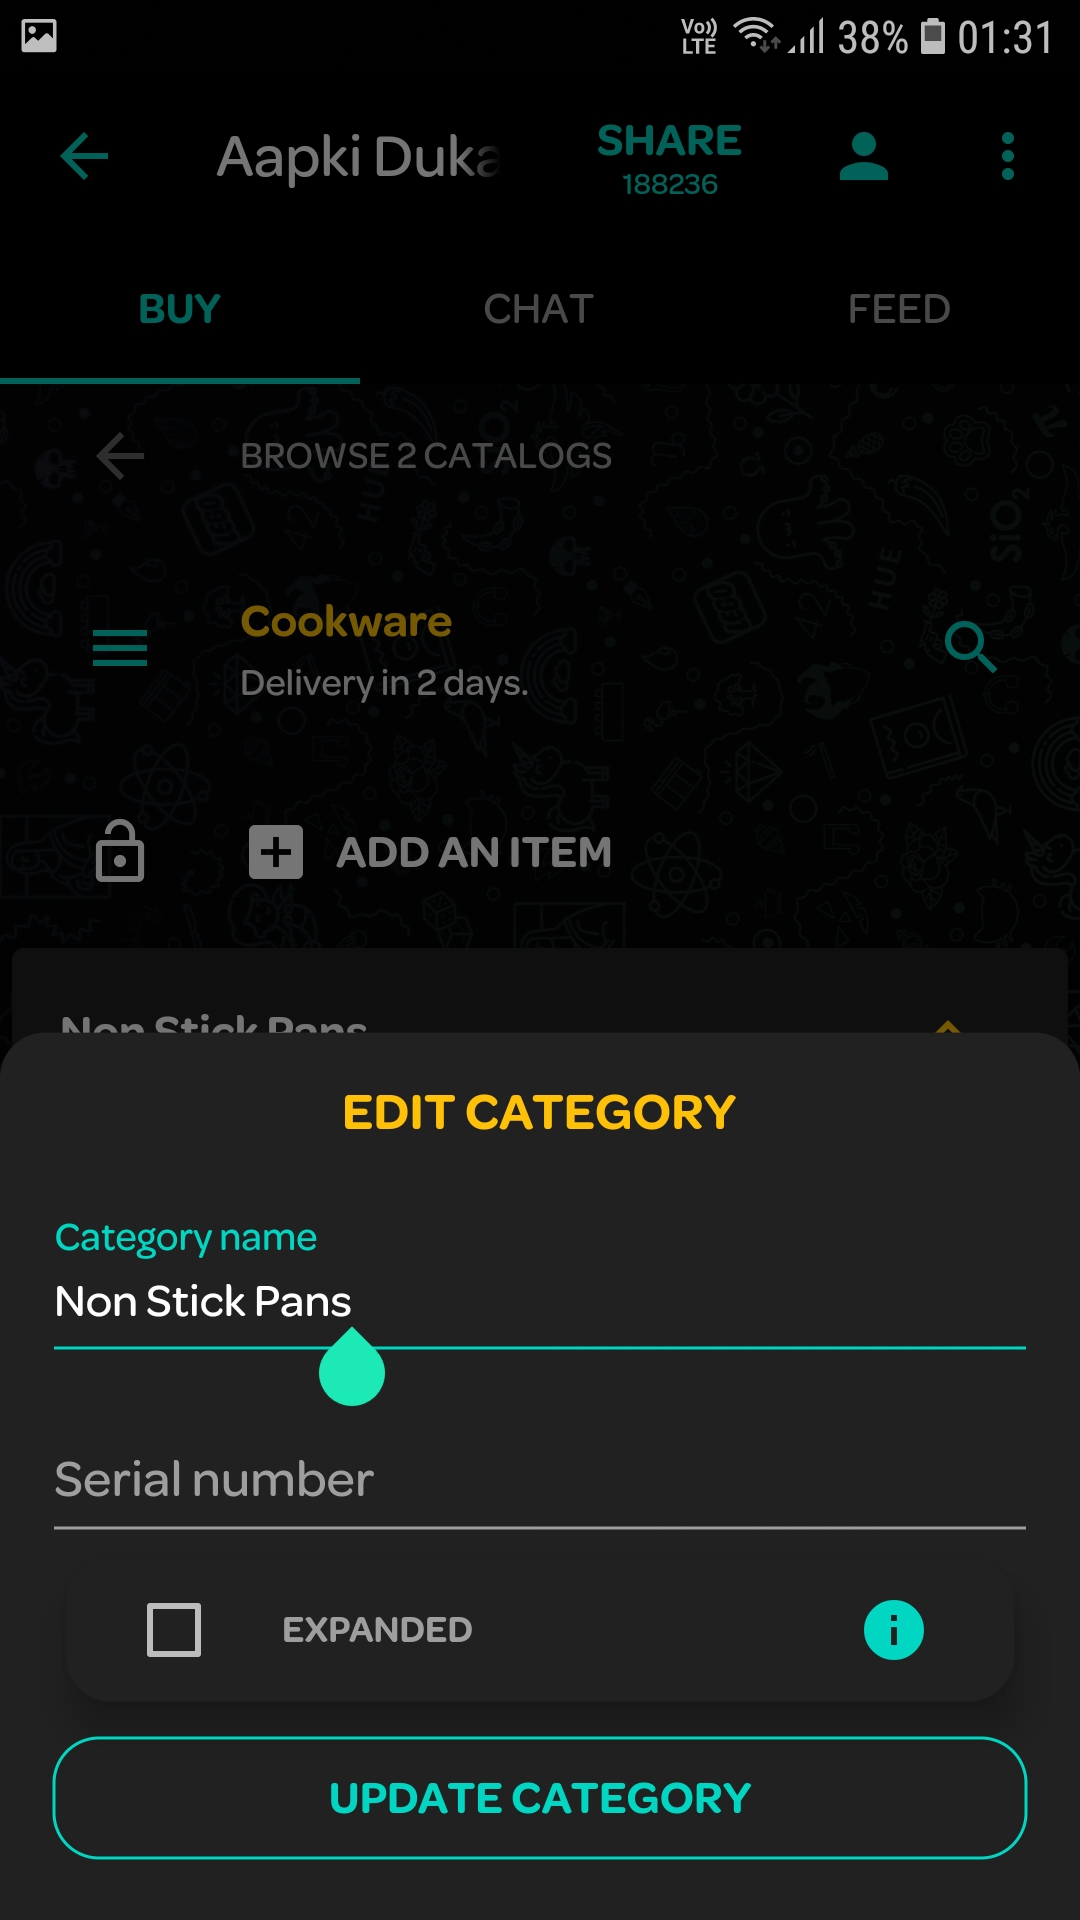 Vo)) LTE 38% 01:31
Aapki Duka
SHARE
188236
BUY CHAT FEED
BROWSE 2 CATALOGS
Cookware
Delivery in 2 days.
ADD AN ITEM
Non Stick Pans
EDIT CATEGORY
Category name
Non Stick Pans
Serial number
EXPANDED
UPDATE CATEGORY